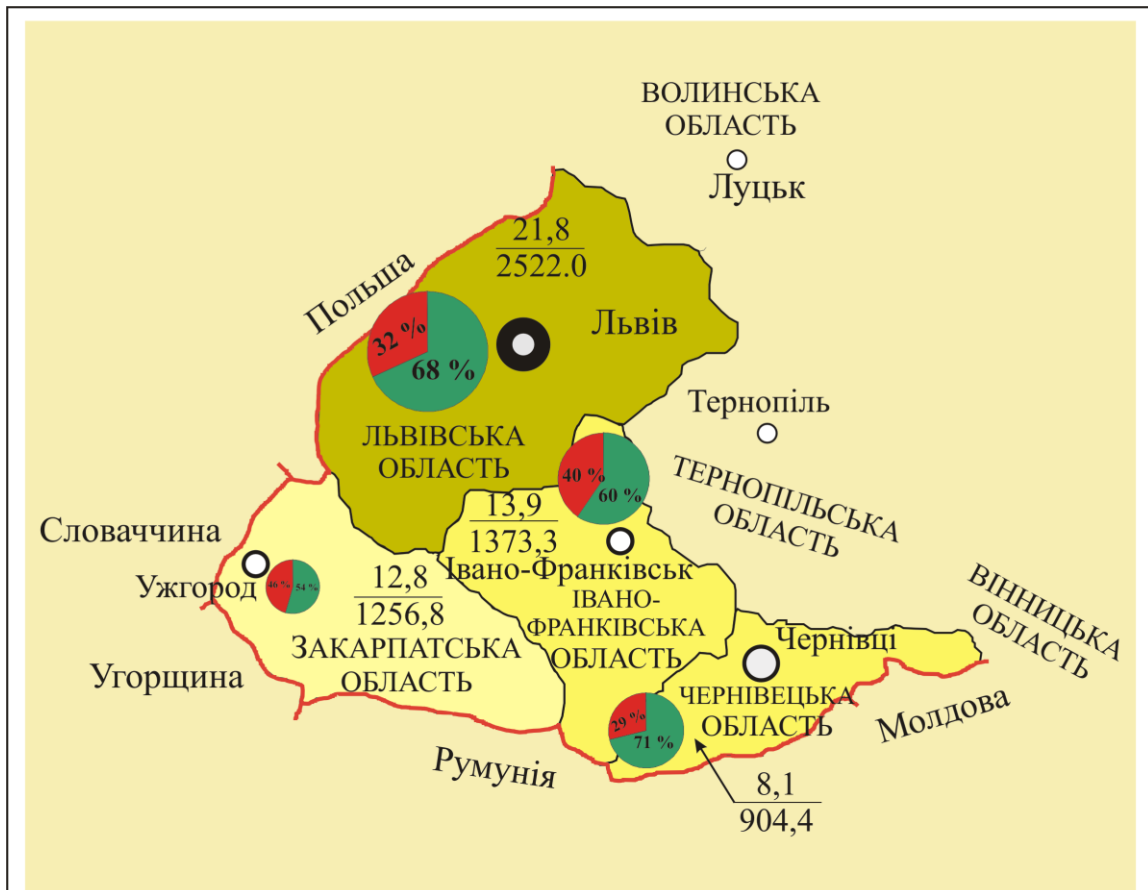 ВОЛИНСЬКА
ОБЛАСТЬ
Луцьк
21,8
2522.0
Польша
Львів
32 %
68 %
Тернопіль
ЛЬВІВСЬКА
ОБЛАСТЬ
ТЕРНОПІЛЬСЬКА
ОБЛАСТЬ
40 %
60 %
13,9
1373,3
Словаччина
Івано-Франківськ
Ужгород
46 %
54 %
12,8
1256,8
ІВАНО-
ФРАНКІВСЬКА
ОБЛАСТЬ
ВІННИЦЬКА
ОБЛАСТЬ
Чернівці
ЗАКАРПАТСЬКА
ОБЛАСТЬ
Угорщина
ЧЕРНІВЕЦЬКА
ОБЛАСТЬ
Молдова
29 %
71 %
Румунія
8,1
904,4